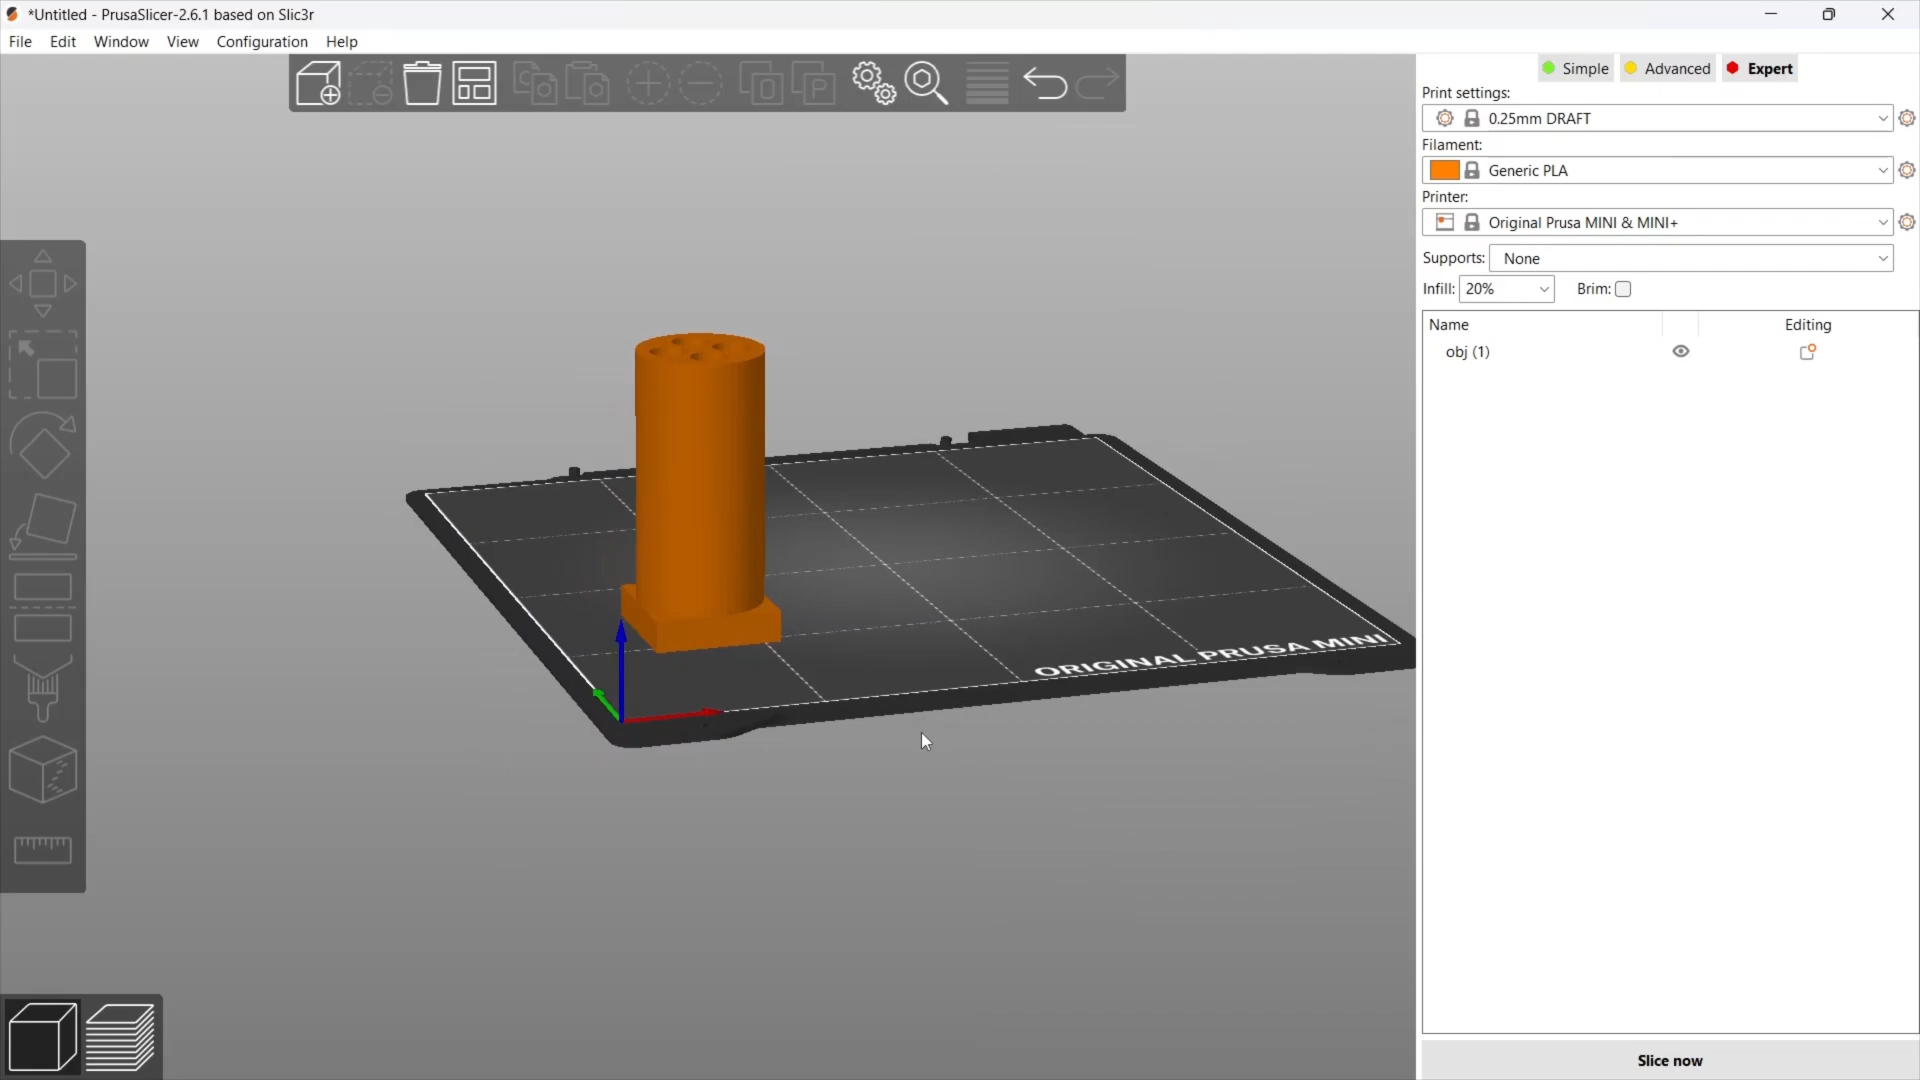 *Untitled - PrusaSlicer-2.6.1 based on Slic3r
File Edit Window View Configuration Help
Simple Advanced Expert
Print settings:
0.25mm DRAFT
Filament:
Generic PLA
Printer:
Original Prusa MINI & MINI+
Supports: None
Infill: 20% Brim:
Name Editing
obj (1)
P
ORIGINAL PRUSA MINI
Slice now